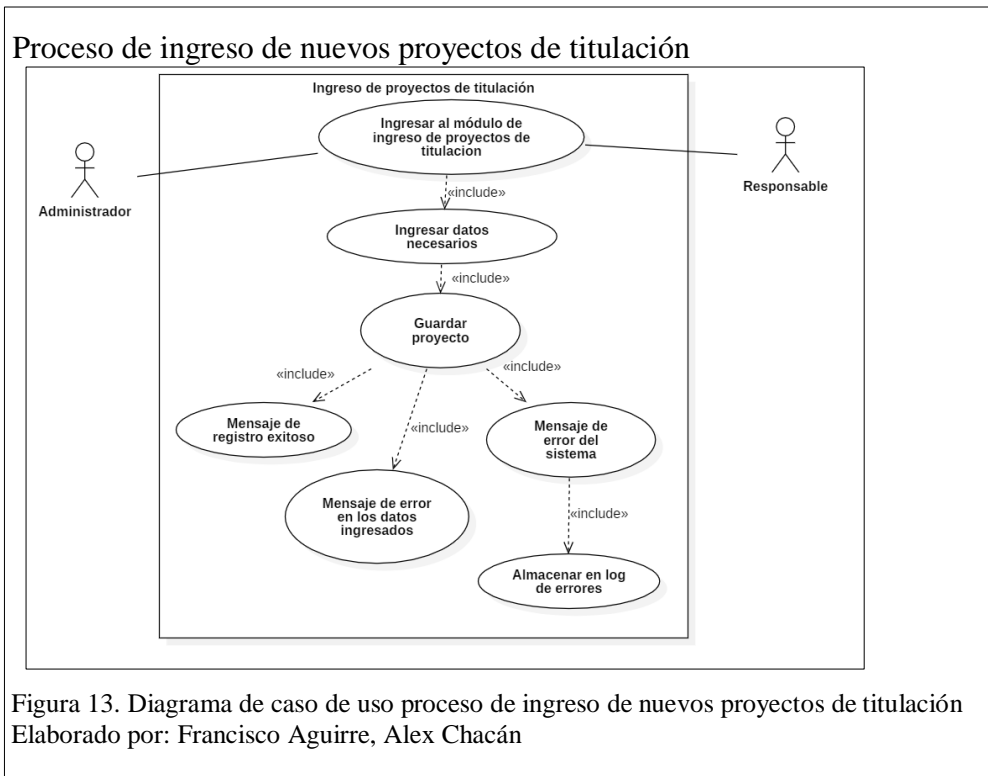 Proceso de ingreso de nuevos proyectos de titulación
Ingreso de proyectos de titulación
Ingresar al módulo de
ingreso de proyectos de
titulacion
Administrador
Responsable
«include»
Ingresar datos
necesarios
«include»
Guardar
proyecto
«include»
«include»
Mensaje de
registro exitoso
Mensaje de
error del
sistema
Mensaje de error
en los datos
ingresados
«include»
Almacenar en log
de errores
Figura 13. Diagrama de caso de uso proceso de ingreso de nuevos proyectos de titulación
Elaborado por: Francisco Aguirre, Alex Chacán